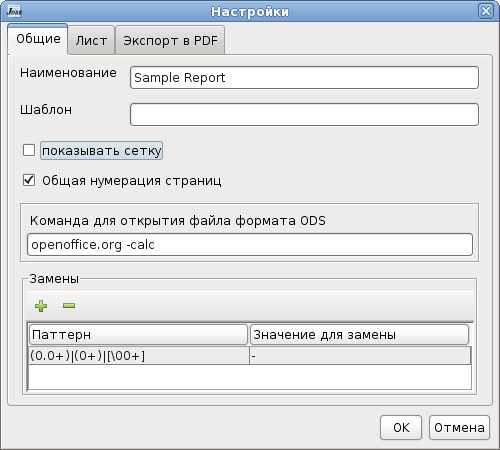 Настройки
Общие Лист Экспорт в PDF
Наименование Sample Report
Шаблон
показывать сетку
Общая нумерация страниц
Команда для открытия файла формата ODS
openoffice.org -calc
Замены
Паттерн Значение для замены
(0.0+)|(0+)|[\00+] -
OK Отмена